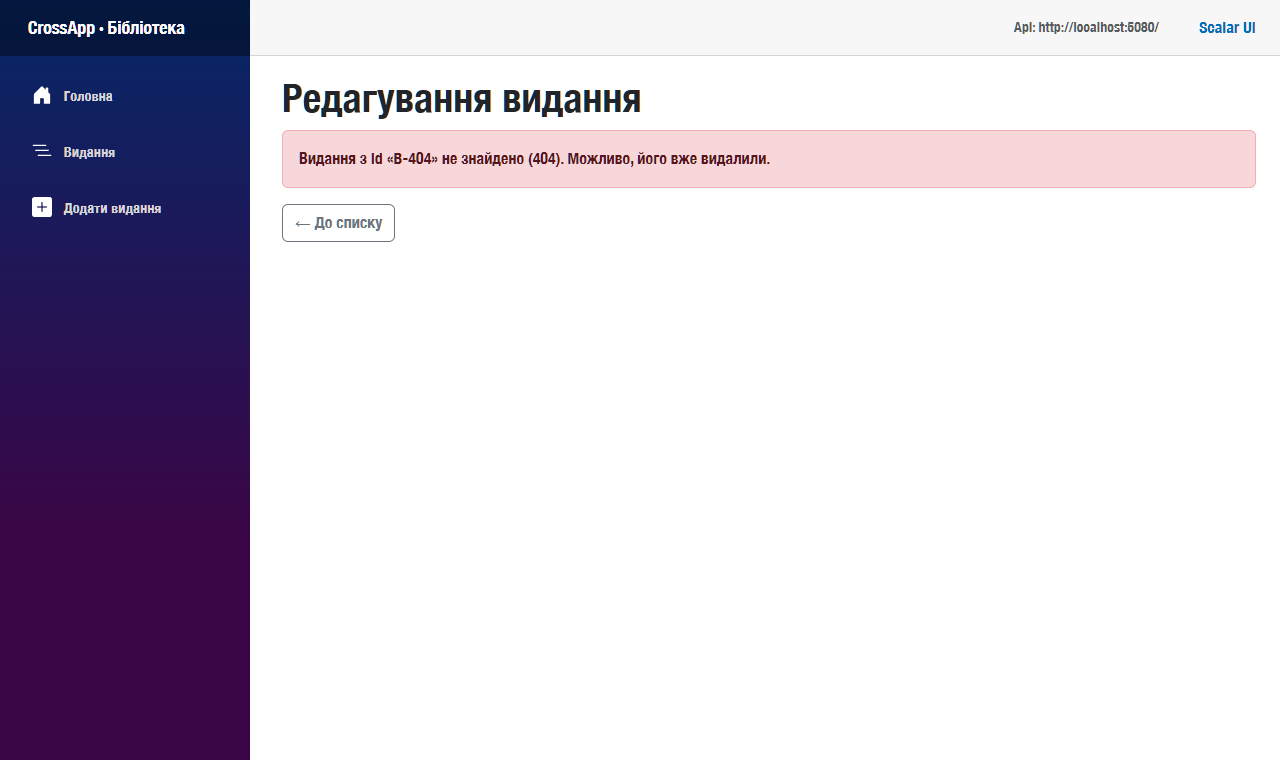 CrossApp • Бібліотека
Api: http://localhost:5080/
Scalar UI
Головна
Видання
Додати видання
Редагування видання
Видання з Id «B-404» не знайдено (404). Можливо, його вже видалили.
← До списку